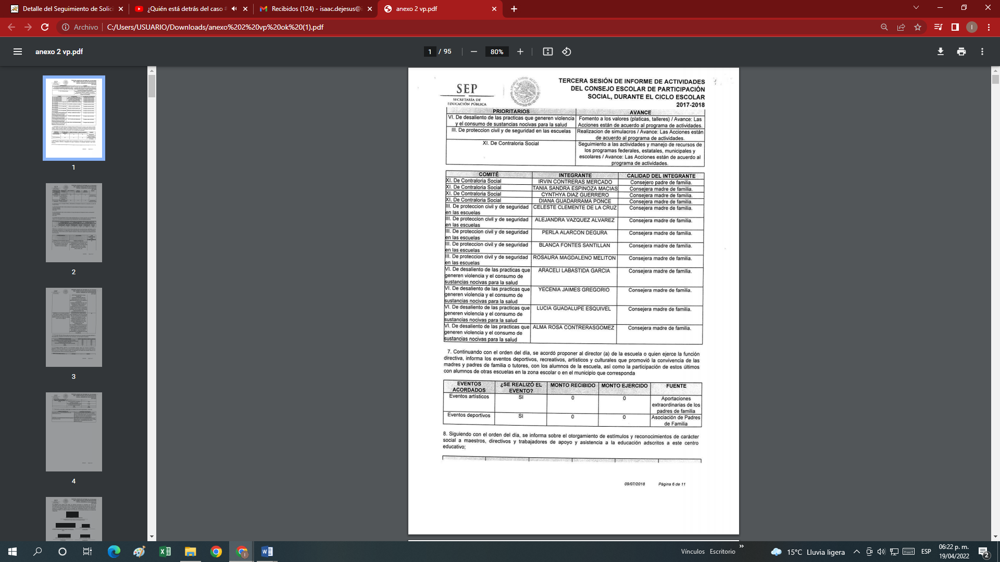 Detalle del Seguimiento de Solici
¿Quién está detrás del caso
Recibidos (124) - isaac.dejesus@i
anexo 2 vp.pdf
Archivo
C:/Users/USUARIO/Downloads/anexo%202%20vp%20ok%20(1).pdf
I
anexo 2 vp.pdf
1 / 95
80%
1
2
3
4
SEP
SECRETARÍA DE
EDUCACIÓN PÚBLICA
ESTADOS UNIDOS MEXICANOS
TERCERA SESIÓN DE INFORME DE ACTIVIDADES
DEL CONSEJO ESCOLAR DE PARTICIPACIÓN
SOCIAL, DURANTE EL CICLO ESCOLAR
2017-2018
PRIORITARIOS AVANCE
VI. De desaliento de las practicas que generen violencia y el consumo de sustancias nocivas para la salud Fomento a los valores (platicas, talleres) / Avance: Las Acciones están de acuerdo al programa de actividades.
III. De proteccion civil y de seguridad en las escuelas Realizacion de simulacros / Avance: Las Acciones están de acuerdo al programa de actividades.
XI. De Contraloria Social Seguimiento a las actividades y manejo de recursos de los programas federales, estatales, municipales y escolares / Avance: Las Acciones están de acuerdo al programa de actividades.
COMITÉ INTEGRANTE CALIDAD DEL INTEGRANTE
XI. De Contraloria Social IRVIN CONTRERAS MERCADO Consejero padre de familia.
XI. De Contraloria Social TANIA SANDRA ESPINOZA MACIAS Consejera madre de familia.
XI. De Contraloria Social CYNTHYA DIAZ GUERRERO Consejera madre de familia.
XI. De Contraloria Social DIANA GUADARRAMA PONCE Consejera madre de familia.
III. De proteccion civil y de seguridad en las escuelas CELESTE CLEMENTE DE LA CRUZ Consejera madre de familia.
III. De proteccion civil y de seguridad en las escuelas ALEJANDRA VAZQUEZ ALVAREZ Consejera madre de familia.
III. De proteccion civil y de seguridad en las escuelas PERLA ALARCON DEGURA Consejera madre de familia.
III. De proteccion civil y de seguridad en las escuelas BLANCA FONTES SANTILLAN Consejera madre de familia.
III. De proteccion civil y de seguridad en las escuelas ROSAURA MAGDALENO MELITON Consejera madre de familia.
VI. De desaliento de las practicas que generen violencia y el consumo de sustancias nocivas para la salud ARACELI LABASTIDA GARCIA Consejera madre de familia.
VI. De desaliento de las practicas que generen violencia y el consumo de sustancias nocivas para la salud YECENIA JAIMES GREGORIO Consejera madre de familia.
VI. De desaliento de las practicas que generen violencia y el consumo de sustancias nocivas para la salud LUCIA GUADALUPE ESQUIVEL Consejera madre de familia.
VI. De desaliento de las practicas que generen violencia y el consumo de sustancias nocivas para la salud ALMA ROSA CONTRERASGOMEZ Consejera madre de familia.
7. Continuando con el orden del día, se acordó proponer al director (a) de la escuela o quien ejerce la función
directiva, informa los eventos deportivos, recreativos, artísticos y culturales que promovió la convivencia de las
madres y padres de familia o tutores, con los alumnos de la escuela, así como la participación de estos últimos
con alumnos de otras escuelas en la zona escolar o en el municipio que corresponda
EVENTOS ACORDADOS ¿SE REALIZÓ EL EVENTO? MONTO RECIBIDO MONTO EJERCIDO FUENTE
Eventos artísticos SI 0 0 Aportaciones extraordinarias de los padres de familia
Eventos deportivos SI 0 0 Asociación de Padres de Familia
8. Siguiendo con el orden del día, se informa sobre el otorgamiento de estímulos y reconocimientos de carácter
social a maestros, directivos y trabajadores de apoyo y asistencia a la educación adscritos a este centro
educativo;
09/07/2018 Página 6 de 11
Vínculos Escritorio »
15°C Lluvia ligera
ESP
06:22 p. m.
19/04/2022
2